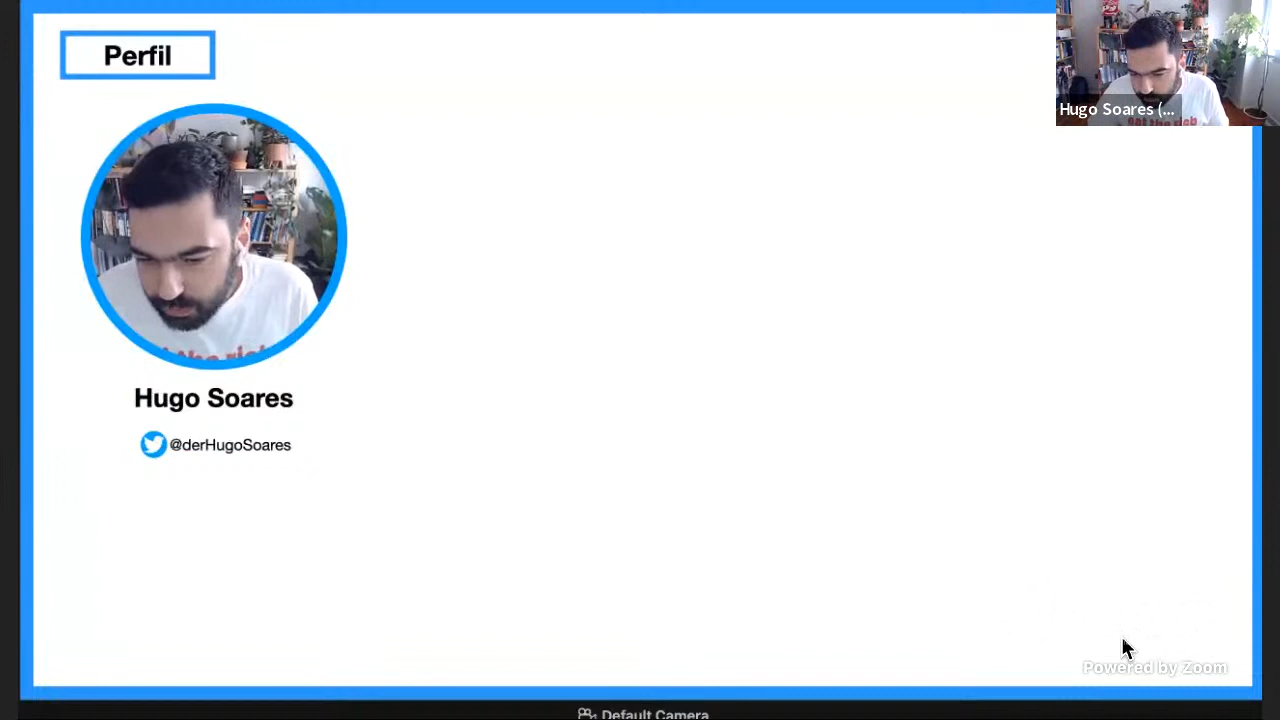 Perfil
Hugo Soares (...
Hugo Soares
@derHugoSoares
Powered by Zoom
Default Camera